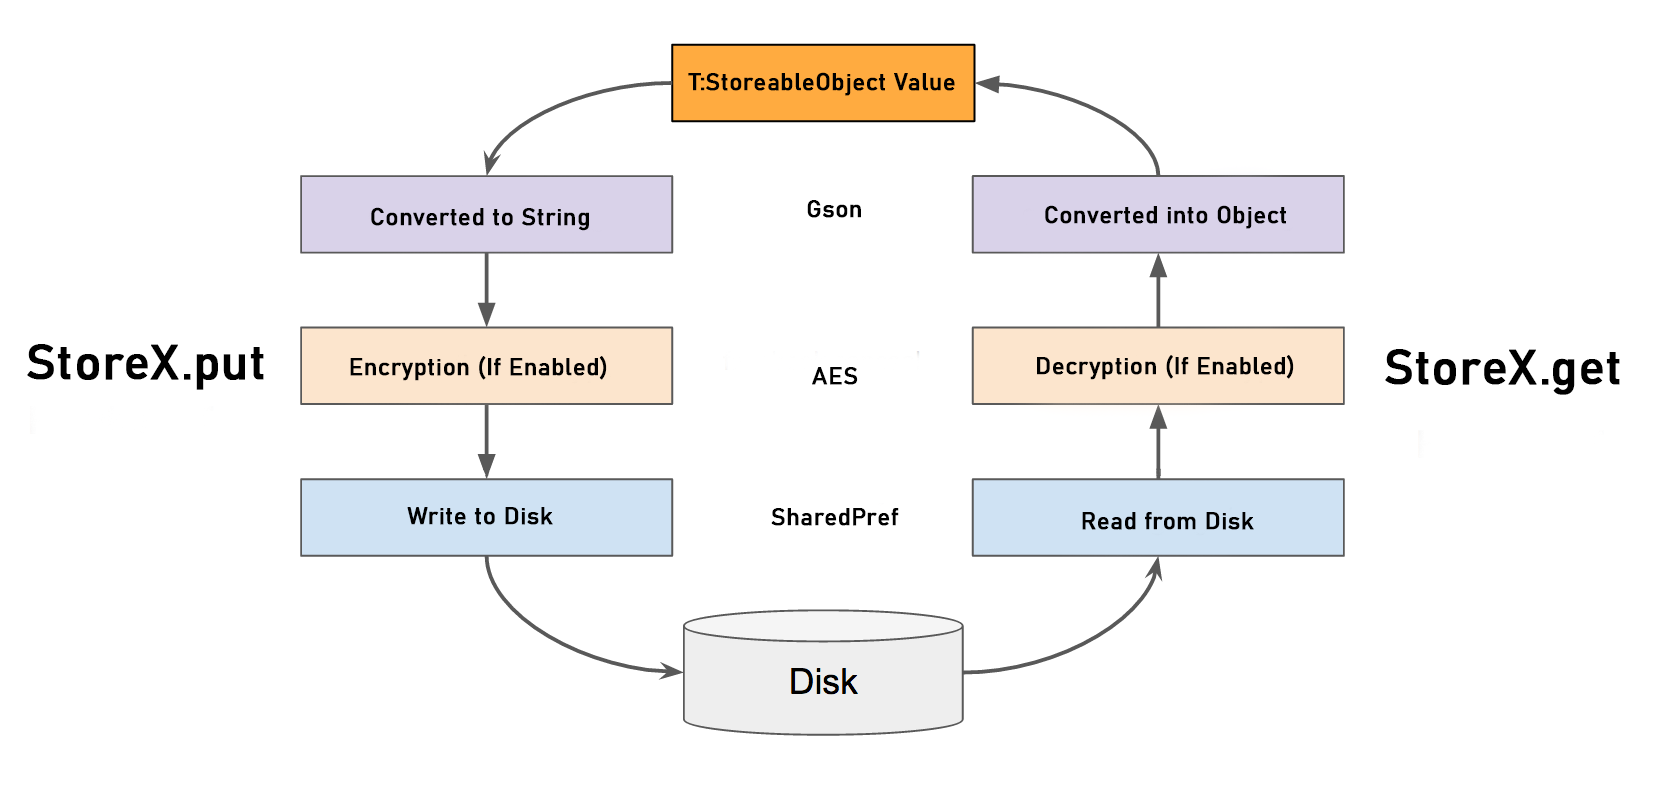 T:StoreableObject Value
Converted to String
Gson
Converted into Object
StoreX.put
Encryption (If Enabled)
AES
Decryption (If Enabled)
StoreX.get
Write to Disk
SharedPref
Read from Disk
Disk